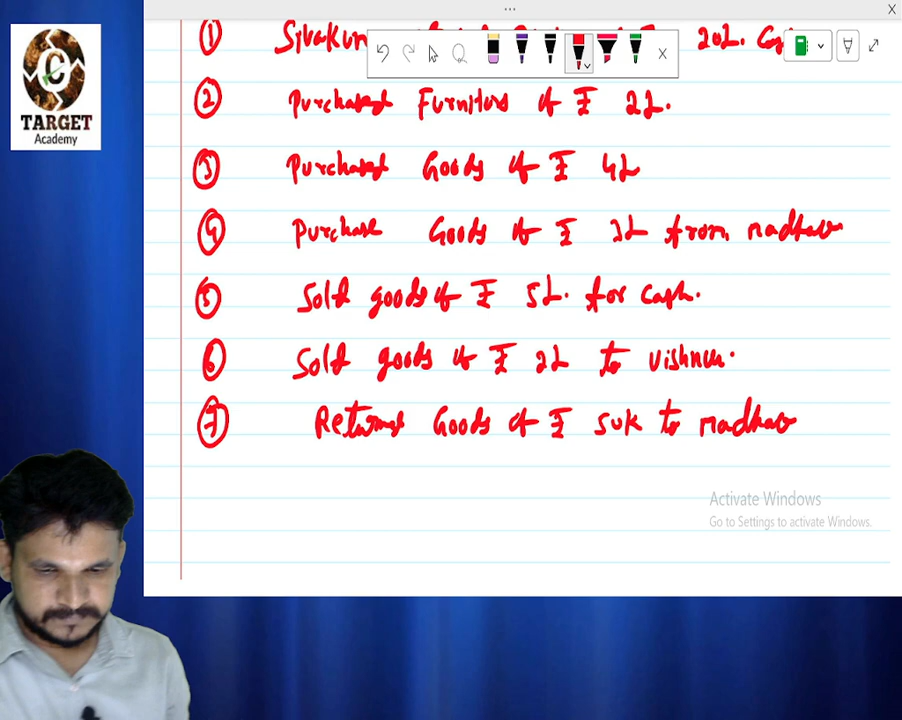 TARGET
Academy
① Sivakum 20L. Cash
② Purchased Furniture of ₹ 2L.
③ Purchased Goods of ₹ 4L
④ Purchase Goods of ₹ 2L from madhav
⑤ Sold goods of ₹ 5L. for cash.
⑥ Sold goods of ₹ 2L to vishnu.
⑦ Returned Goods of ₹ 50K to madhav
Activate Windows
Go to Settings to activate Windows.